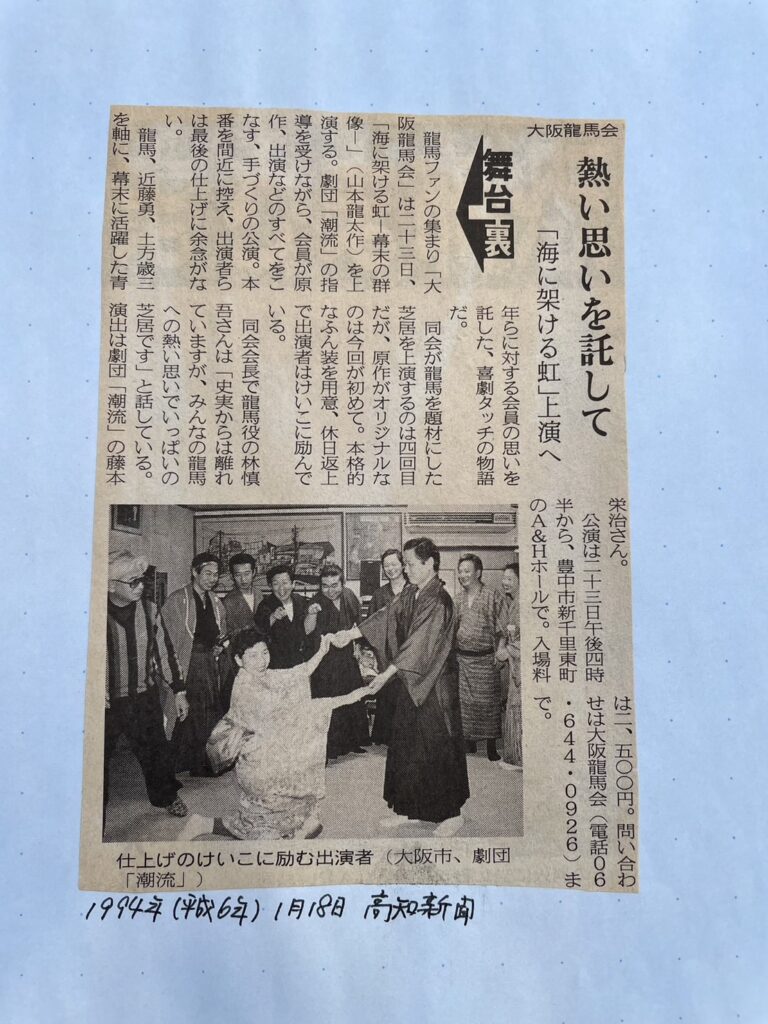 大阪龍馬会
熱い思いを託して
「海に架ける虹」上演へ
舞台裏
龍馬ファンの集まり「大
阪龍馬会」は二十三日、
「海に架ける虹―幕末の群
像―」（山本龍太作）を上
演する。劇団「潮流」の指
導を受けながら、会員が原
作、出演などのすべてをこ
なす、手づくりの公演。本
番を間近に控え、出演者ら
は最後の仕上げに余念がな
い。
龍馬、近藤勇、土方歳三
を軸に、幕末に活躍した青
年らに対する会員の思いを
託した、喜劇タッチの物語
だ。
同会が龍馬を題材にした
芝居を上演するのは四回目
だが、原作がオリジナルな
のは今回が初めて。本格的
なふん装を用意、休日返上
で出演者はけいこに励んで
いる。
同会会長で龍馬役の林慎
吾さんは「史実からは離れ
ていますが、みんなの龍馬
への熱い思いでいっぱいの
芝居です」と話している。
演出は劇団「潮流」の藤本
栄治さん。
公演は二十三日午後四時
半から、豊中市新千里東町
のA&Hホールで。入場料
は二、五〇〇円。問い合わ
せは大阪龍馬会（電話06
・644・0926）ま
で。
仕上げのけいこに励む出演者（大阪市、劇団
「潮流」）
1994年（平成6年）1月18日 高知新聞